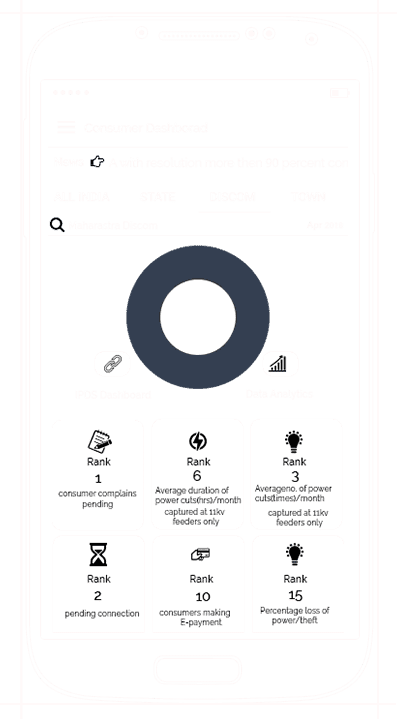 Rank
1
consumer complains
pending
Rank
6
Average duration of
power cuts(hrs)/month
captured at 11kv
feeders only
Rank
3
Averageno. of power
cuts(times)/month
captured at 11kv
feeders only
Rank
2
pending connection
Rank
10
consumers making
E-payment
Rank
15
Percentage loss of
power/theft